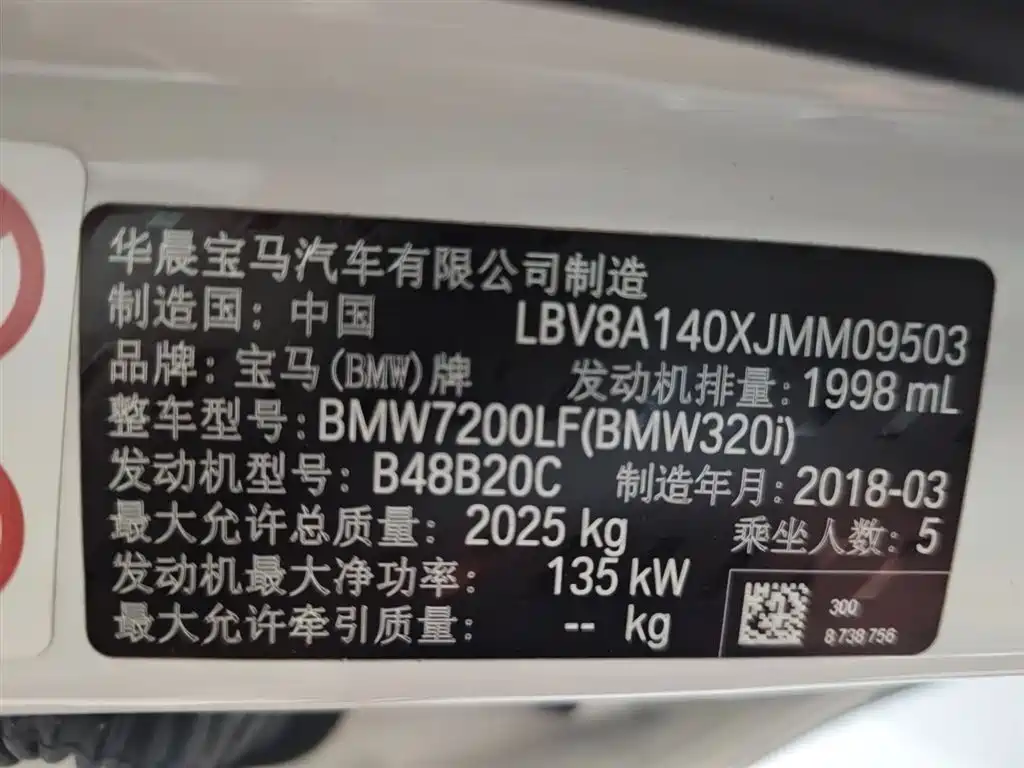 华晨宝马汽车有限公司制造
制造国：中国 LBV8A140XJMM09503
品牌：宝马(BMW)牌 发动机排量：1998 mL
整车型号：BMW7200LF(BMW320i)
发动机型号：B48B20C 制造年月：2018-03
最大允许总质量：2025 kg 乘坐人数：5
发动机最大净功率：135 kW
最大允许牵引质量：-- kg
300
8 738 756